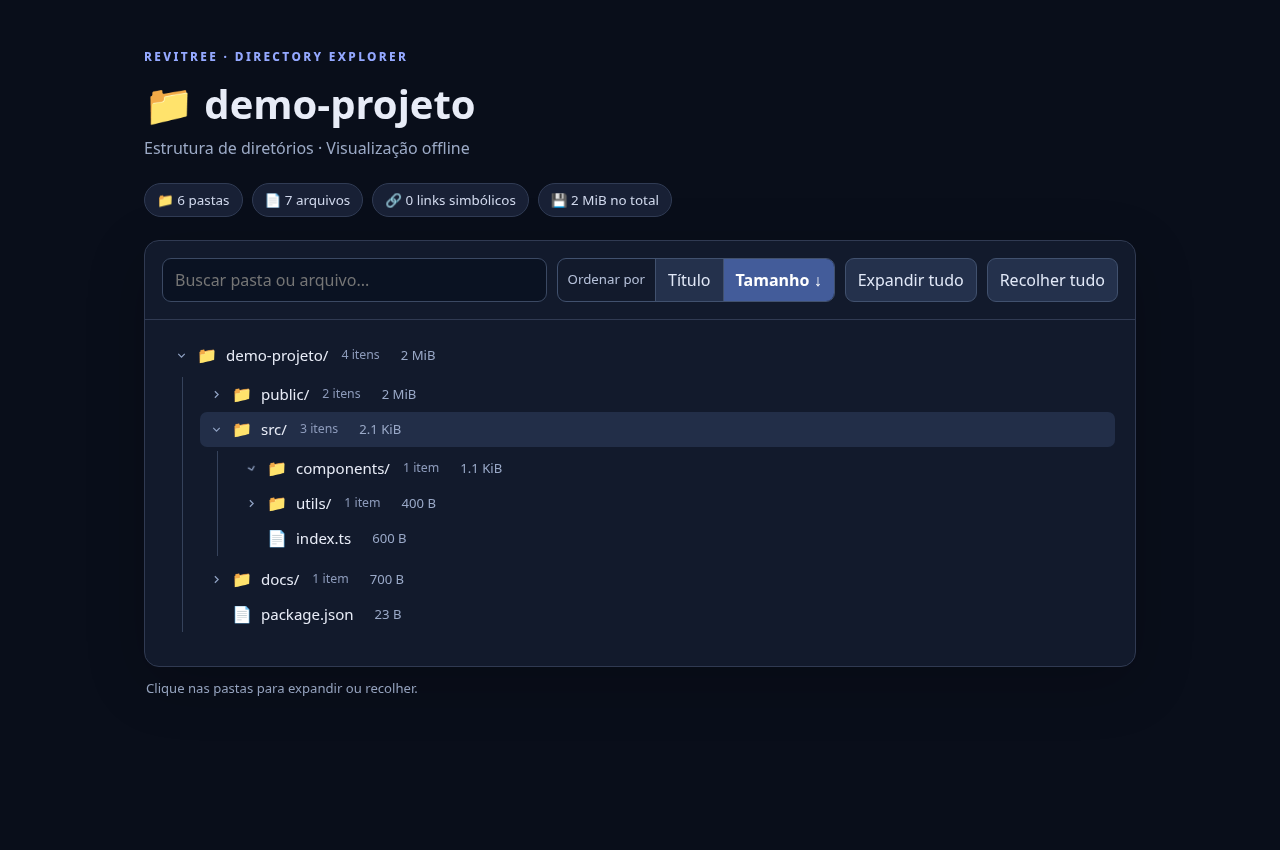 REVITREE · DIRECTORY EXPLORER
📁 demo-projeto
Estrutura de diretórios · Visualização offline
📁 6 pastas 📄 7 arquivos 🔗 0 links simbólicos 💾 2 MiB no total
Buscar pasta ou arquivo... Ordenar por Título Tamanho ↓ Expandir tudo Recolher tudo
demo-projeto/ 4 itens 2 MiB
public/ 2 itens 2 MiB
src/ 3 itens 2.1 KiB
components/ 1 item 1.1 KiB
utils/ 1 item 400 B
index.ts 600 B
docs/ 1 item 700 B
package.json 23 B
Clique nas pastas para expandir ou recolher.